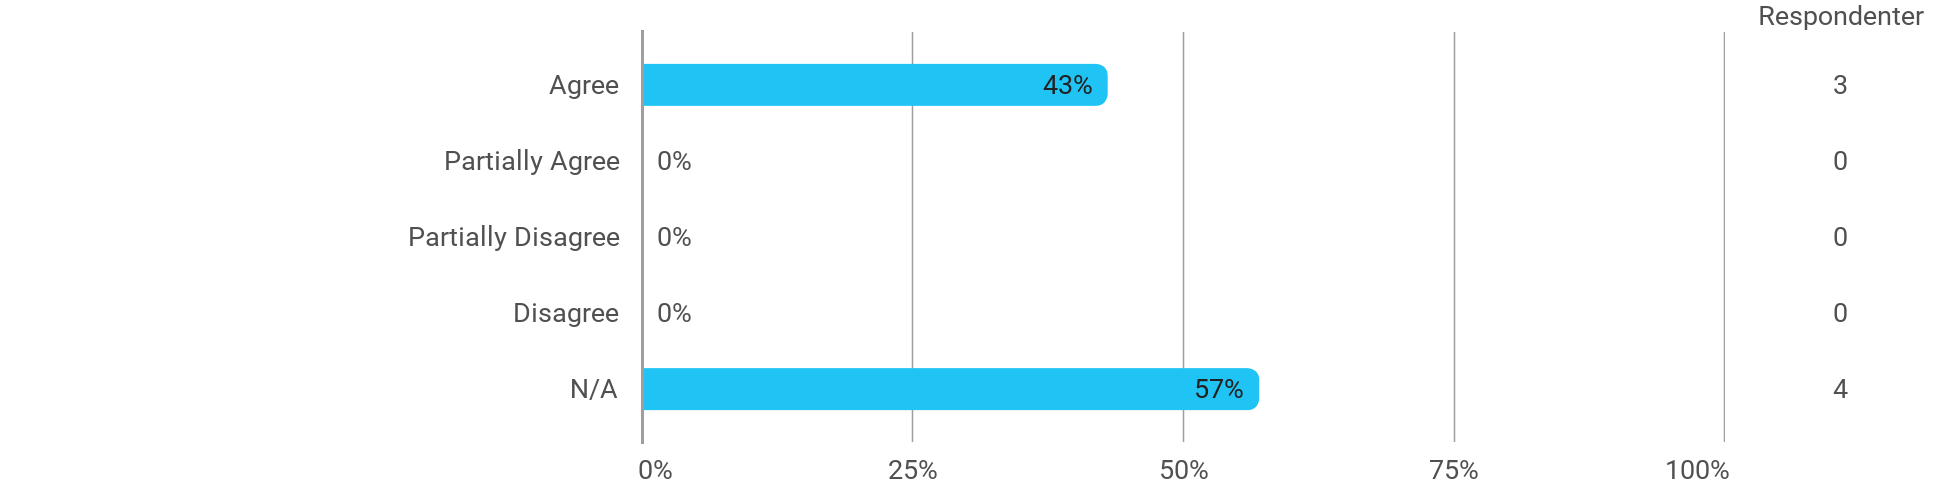 Respondenter
Agree 43% 3
Partially Agree 0% 0
Partially Disagree 0% 0
Disagree 0% 0
N/A 57% 4
0% 25% 50% 75% 100%